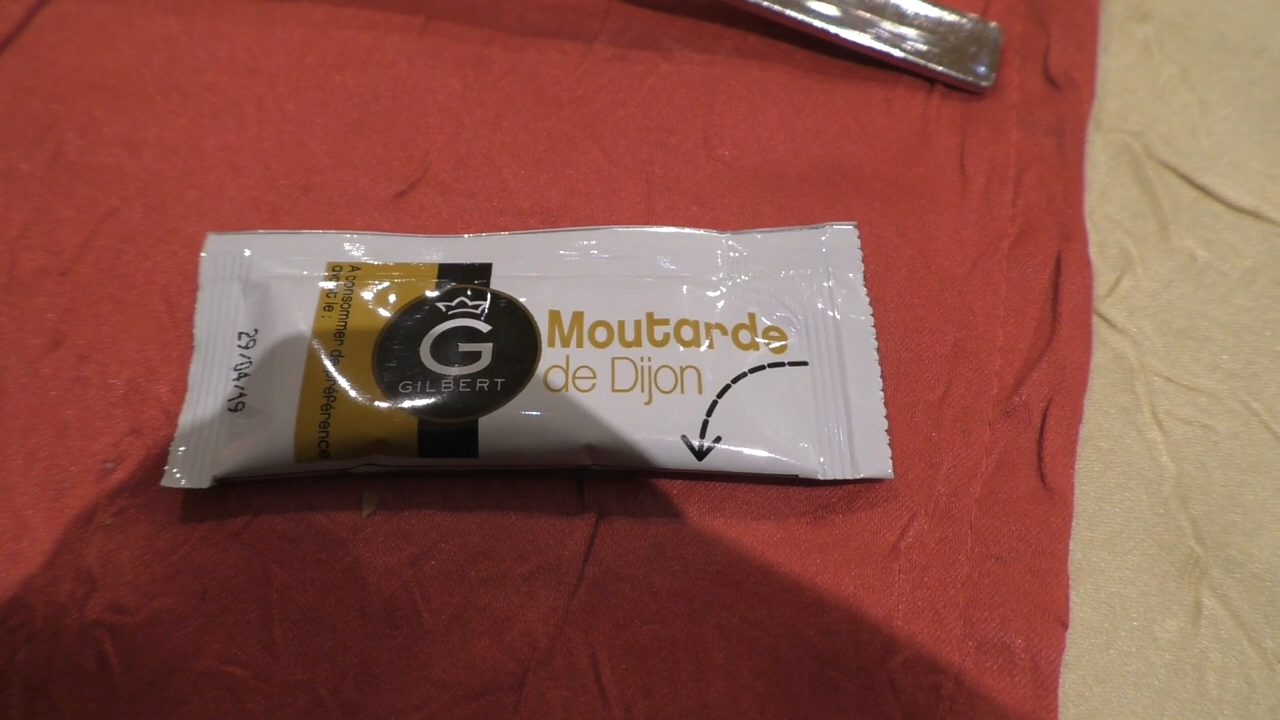 29/04/19
A consommer de préférence
avant le :
G
GILBERT
Moutarde
de Dijon